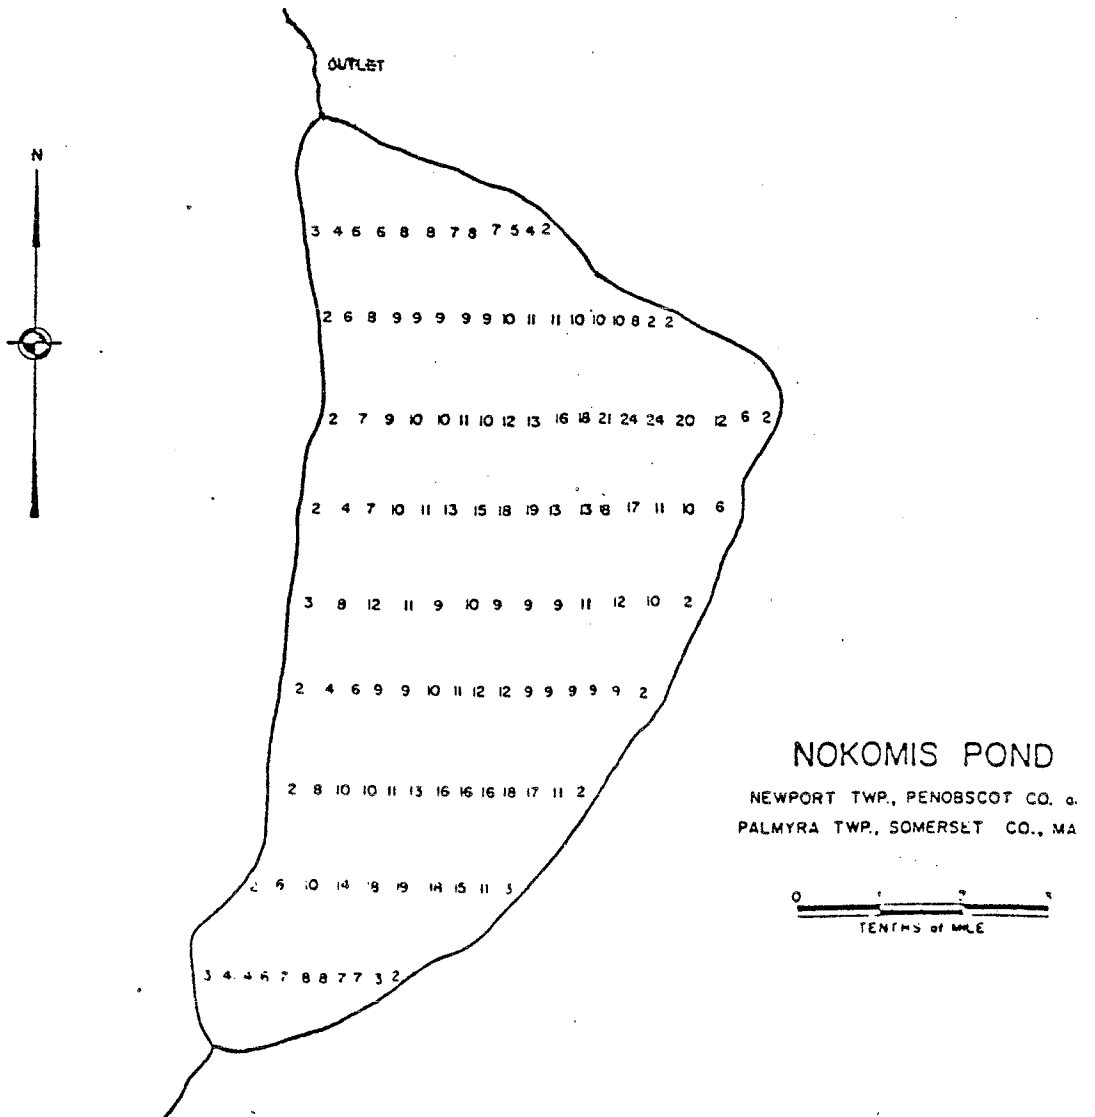 OUTLET
N
3 4 6 6 8 8 7 8 7 5 4 2
2 6 8 9 9 9 9 9 10 11 11 10 10 10 8 2 2
2 7 9 10 10 11 10 12 13 16 18 21 24 24 20 12 6 2
2 4 7 10 11 13 15 18 19 13 13 8 17 11 10 6
3 8 12 11 9 10 9 9 9 11 12 10 2
2 4 6 9 9 10 11 12 12 9 9 9 9 9 2
NOKOMIS POND
2 8 10 10 11 13 16 16 16 18 17 11 2
NEWPORT TWP., PENOBSCOT CO. a.
PALMYRA TWP., SOMERSET CO., MA
2 6 10 14 18 19 18 15 11 3
0 1 2 3
TENTHS of MILE
3 4 4 6 7 8 8 7 7 3 2